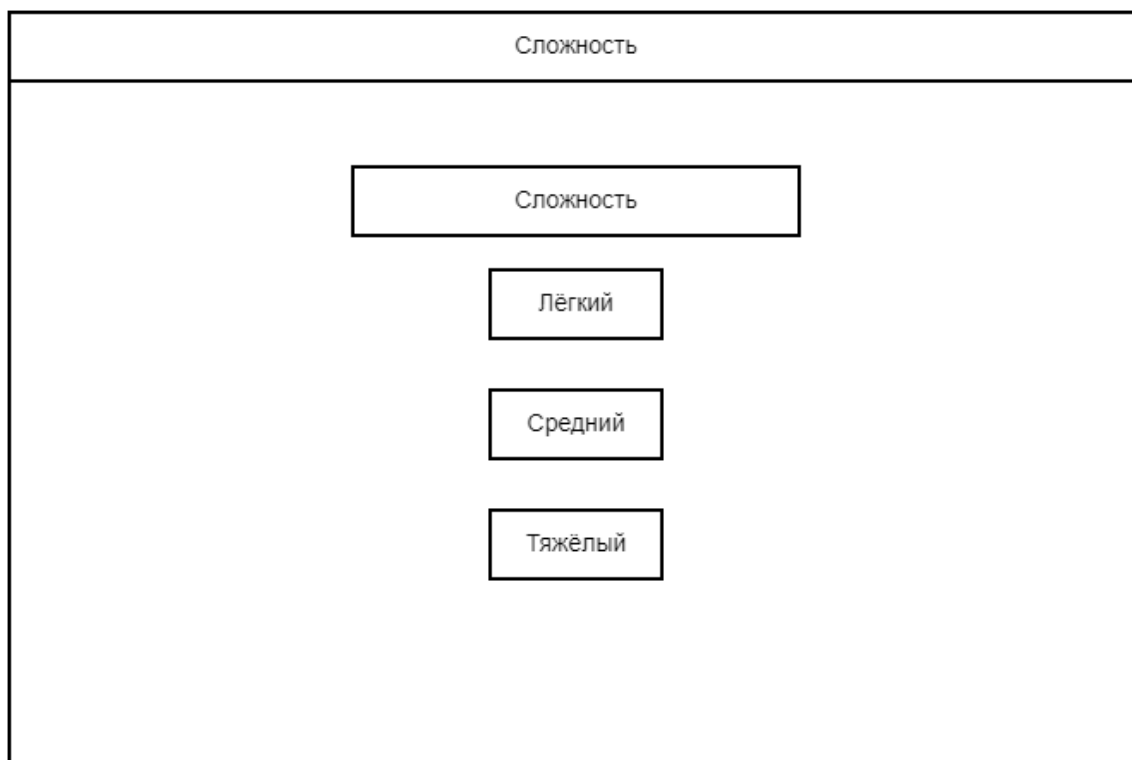 Сложность
Сложность
Лёгкий
Средний
Тяжёлый